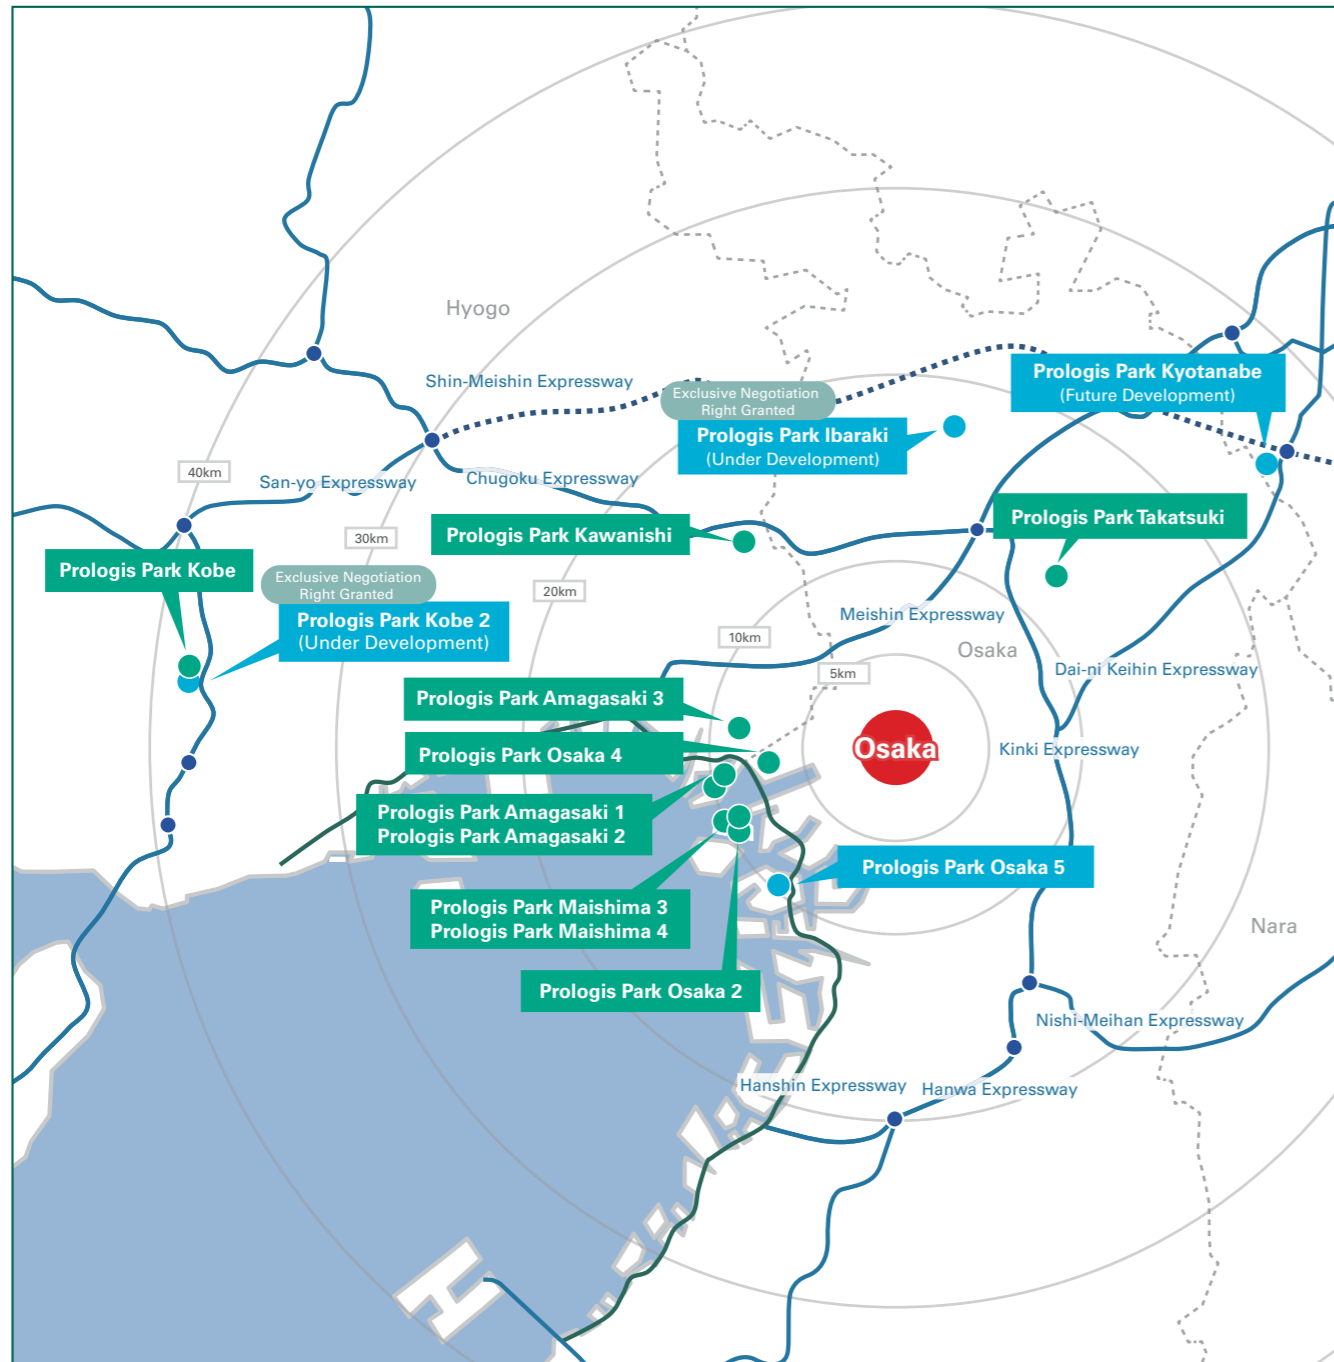 Hyogo
Shin-Meishin Expressway
Exclusive Negotiation
Right Granted
Prologis Park Ibaraki
(Under Development)
Prologis Park Kyotanabe
(Future Development)
40km
San-yo Expressway
Chugoku Expressway
30km
Prologis Park Kawanishi
Prologis Park Takatsuki
Prologis Park Kobe
Exclusive Negotiation
Right Granted
Prologis Park Kobe 2
(Under Development)
20km
10km
5km
Meishin Expressway
Osaka
Dai-ni Keihin Expressway
Prologis Park Amagasaki 3
Prologis Park Osaka 4
Osaka
Kinki Expressway
Prologis Park Amagasaki 1
Prologis Park Amagasaki 2
Prologis Park Osaka 5
Prologis Park Maishima 3
Prologis Park Maishima 4
Nara
Prologis Park Osaka 2
Nishi-Meihan Expressway
Hanshin Expressway
Hanwa Expressway